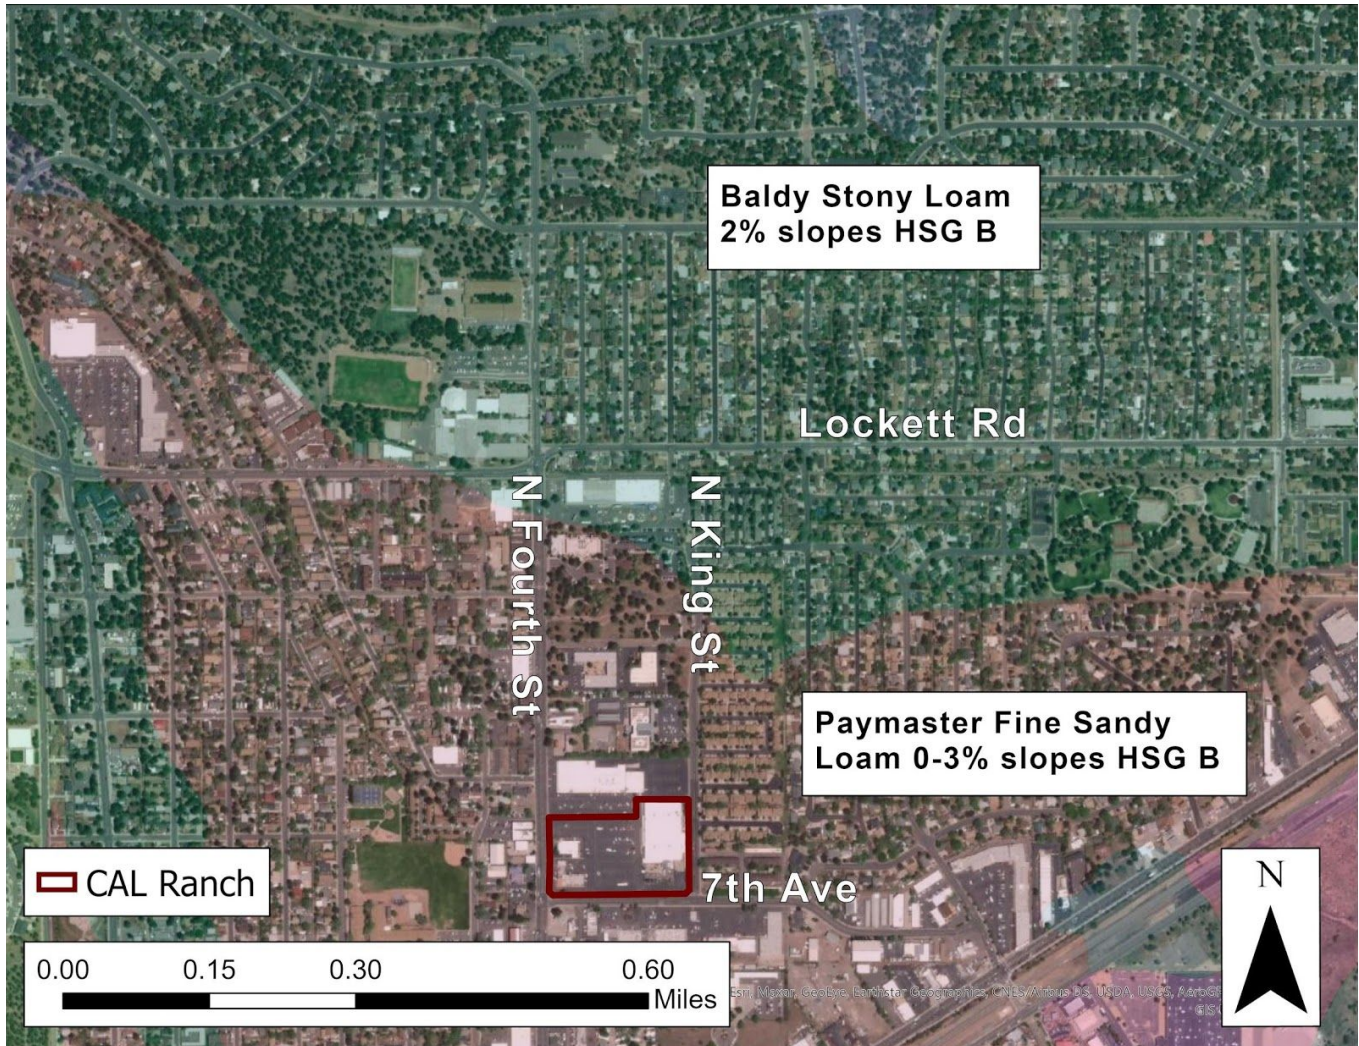 Baldy Stony Loam
2% slopes HSG B
Lockett Rd
N Fourth St
N King St
Paymaster Fine Sandy
Loam 0-3% slopes HSG B
CAL Ranch
7th Ave
N
0.00 0.15 0.30 0.60
Miles
Esri, Maxar, GeoEye, Earthstar Geographics, CNES/Airbus DS, USDA, USGS,
GIS